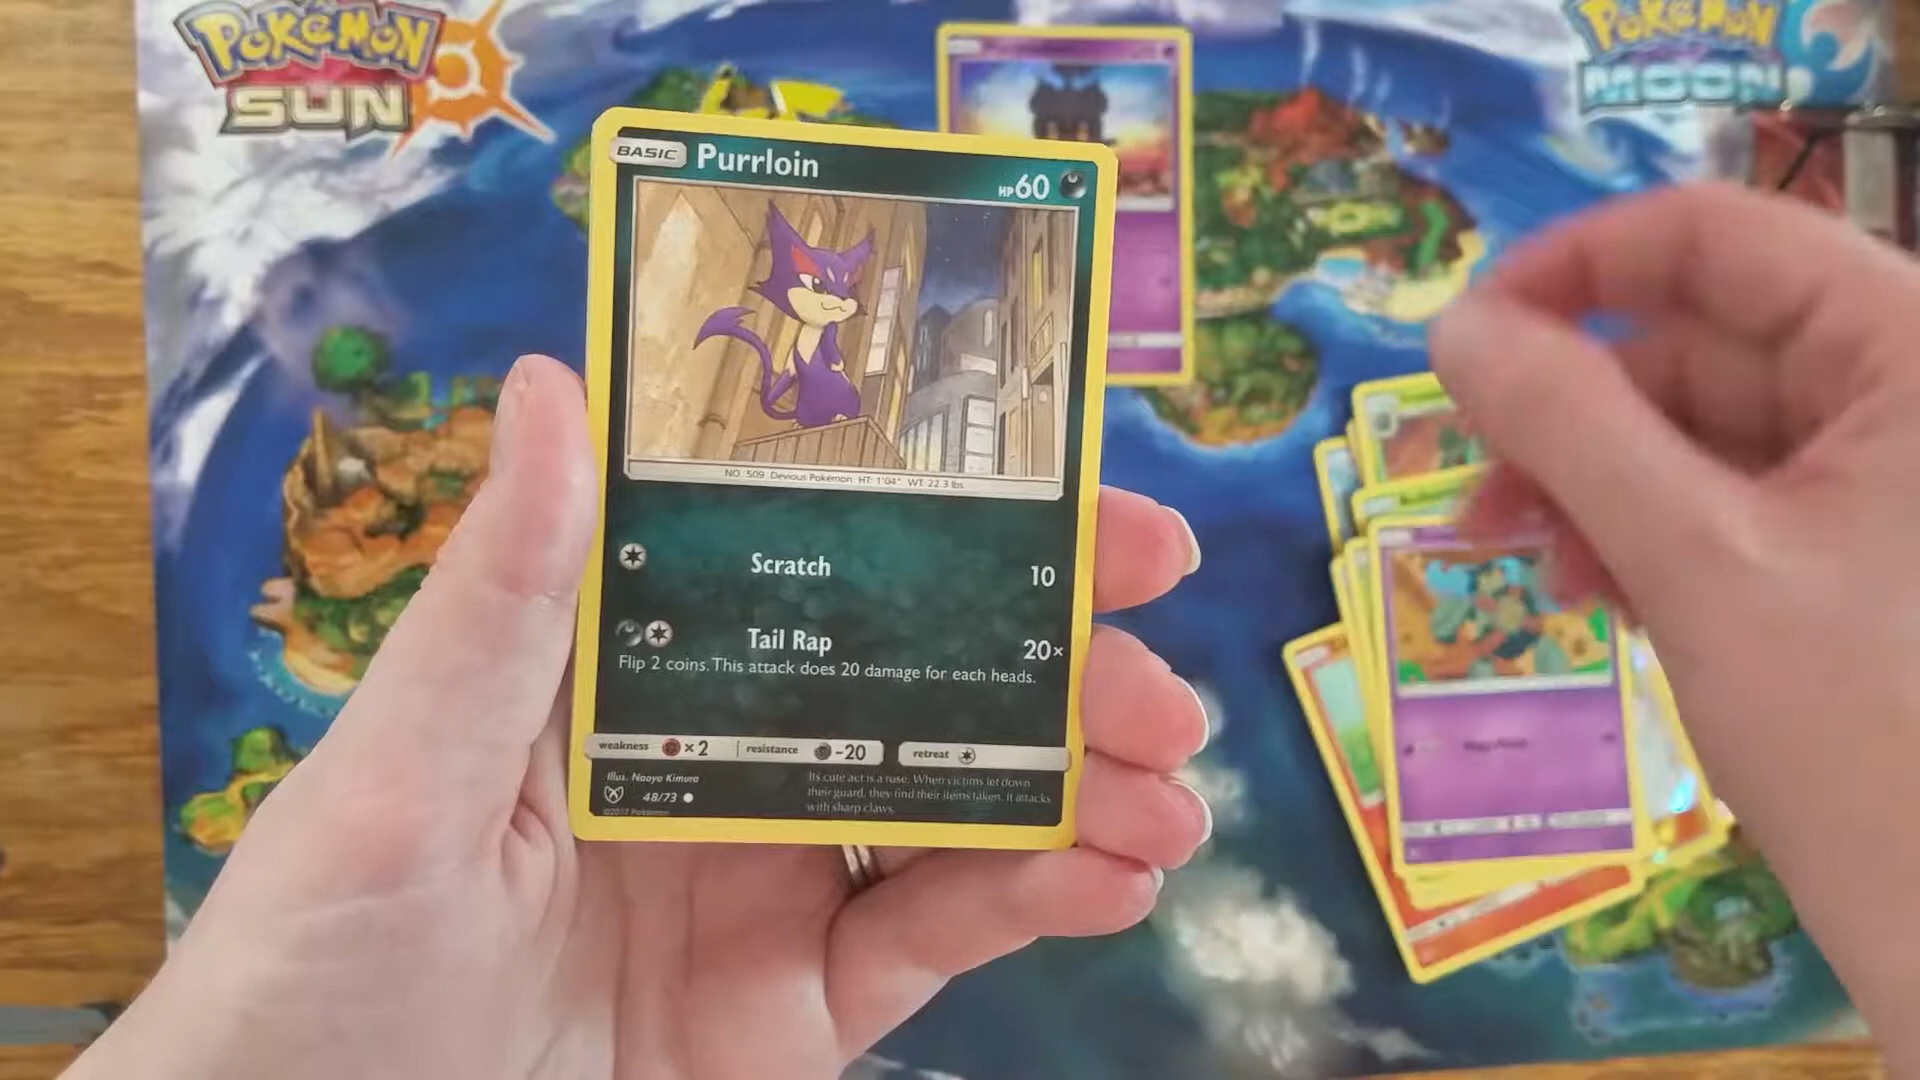 POKéMON
SUN
POKéMON
MOON
BASIC Purrloin
HP60
NO. 509 Devious Pokémon HT: 1'04" WT: 22.3 lbs.
Scratch 10
Tail Rap 20×
Flip 2 coins. This attack does 20 damage for each heads.
weakness ×2 resistance -20 retreat
Illus. Naoyo Kimura
48/73
©2017 Pokémon
Its cute act is a ruse. When victims let down
their guard, they find their items taken. It attacks
with sharp claws.